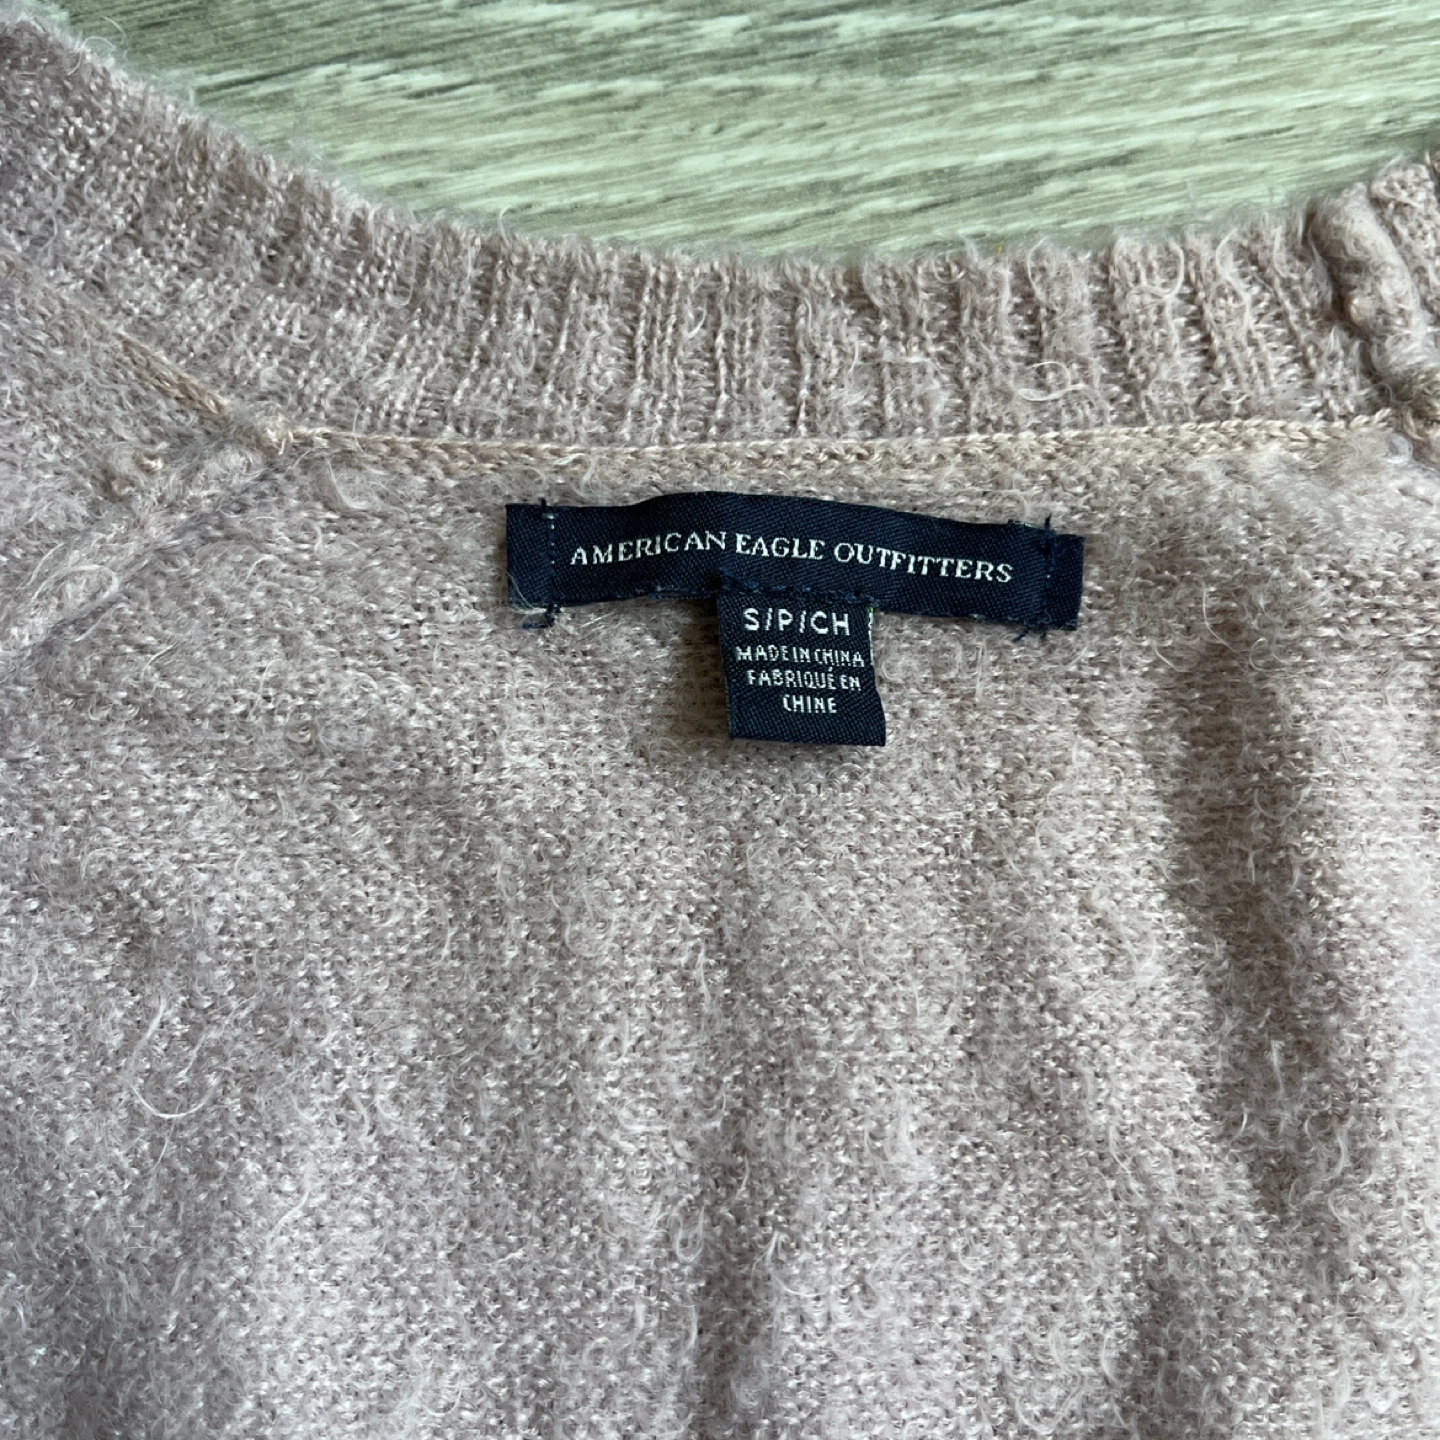 AMERICAN EAGLE OUTFITTERS
S/P/CH
MADE IN CHINA
FABRIQUÉ EN
CHINE